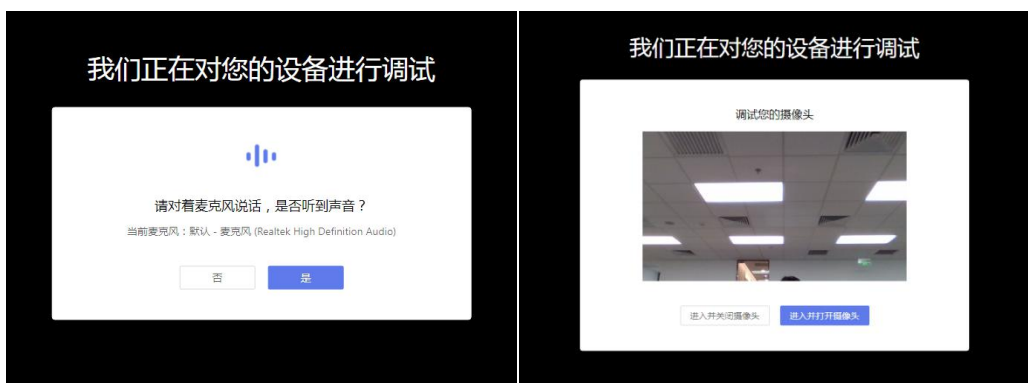 我们正在对您的设备进行调试
请对着麦克风说话，是否听到声音？
当前麦克风：默认 - 麦克风 (Realtek High Definition Audio)
否
是
我们正在对您的设备进行调试
调试您的摄像头
进入并关闭摄像头
进入并打开摄像头